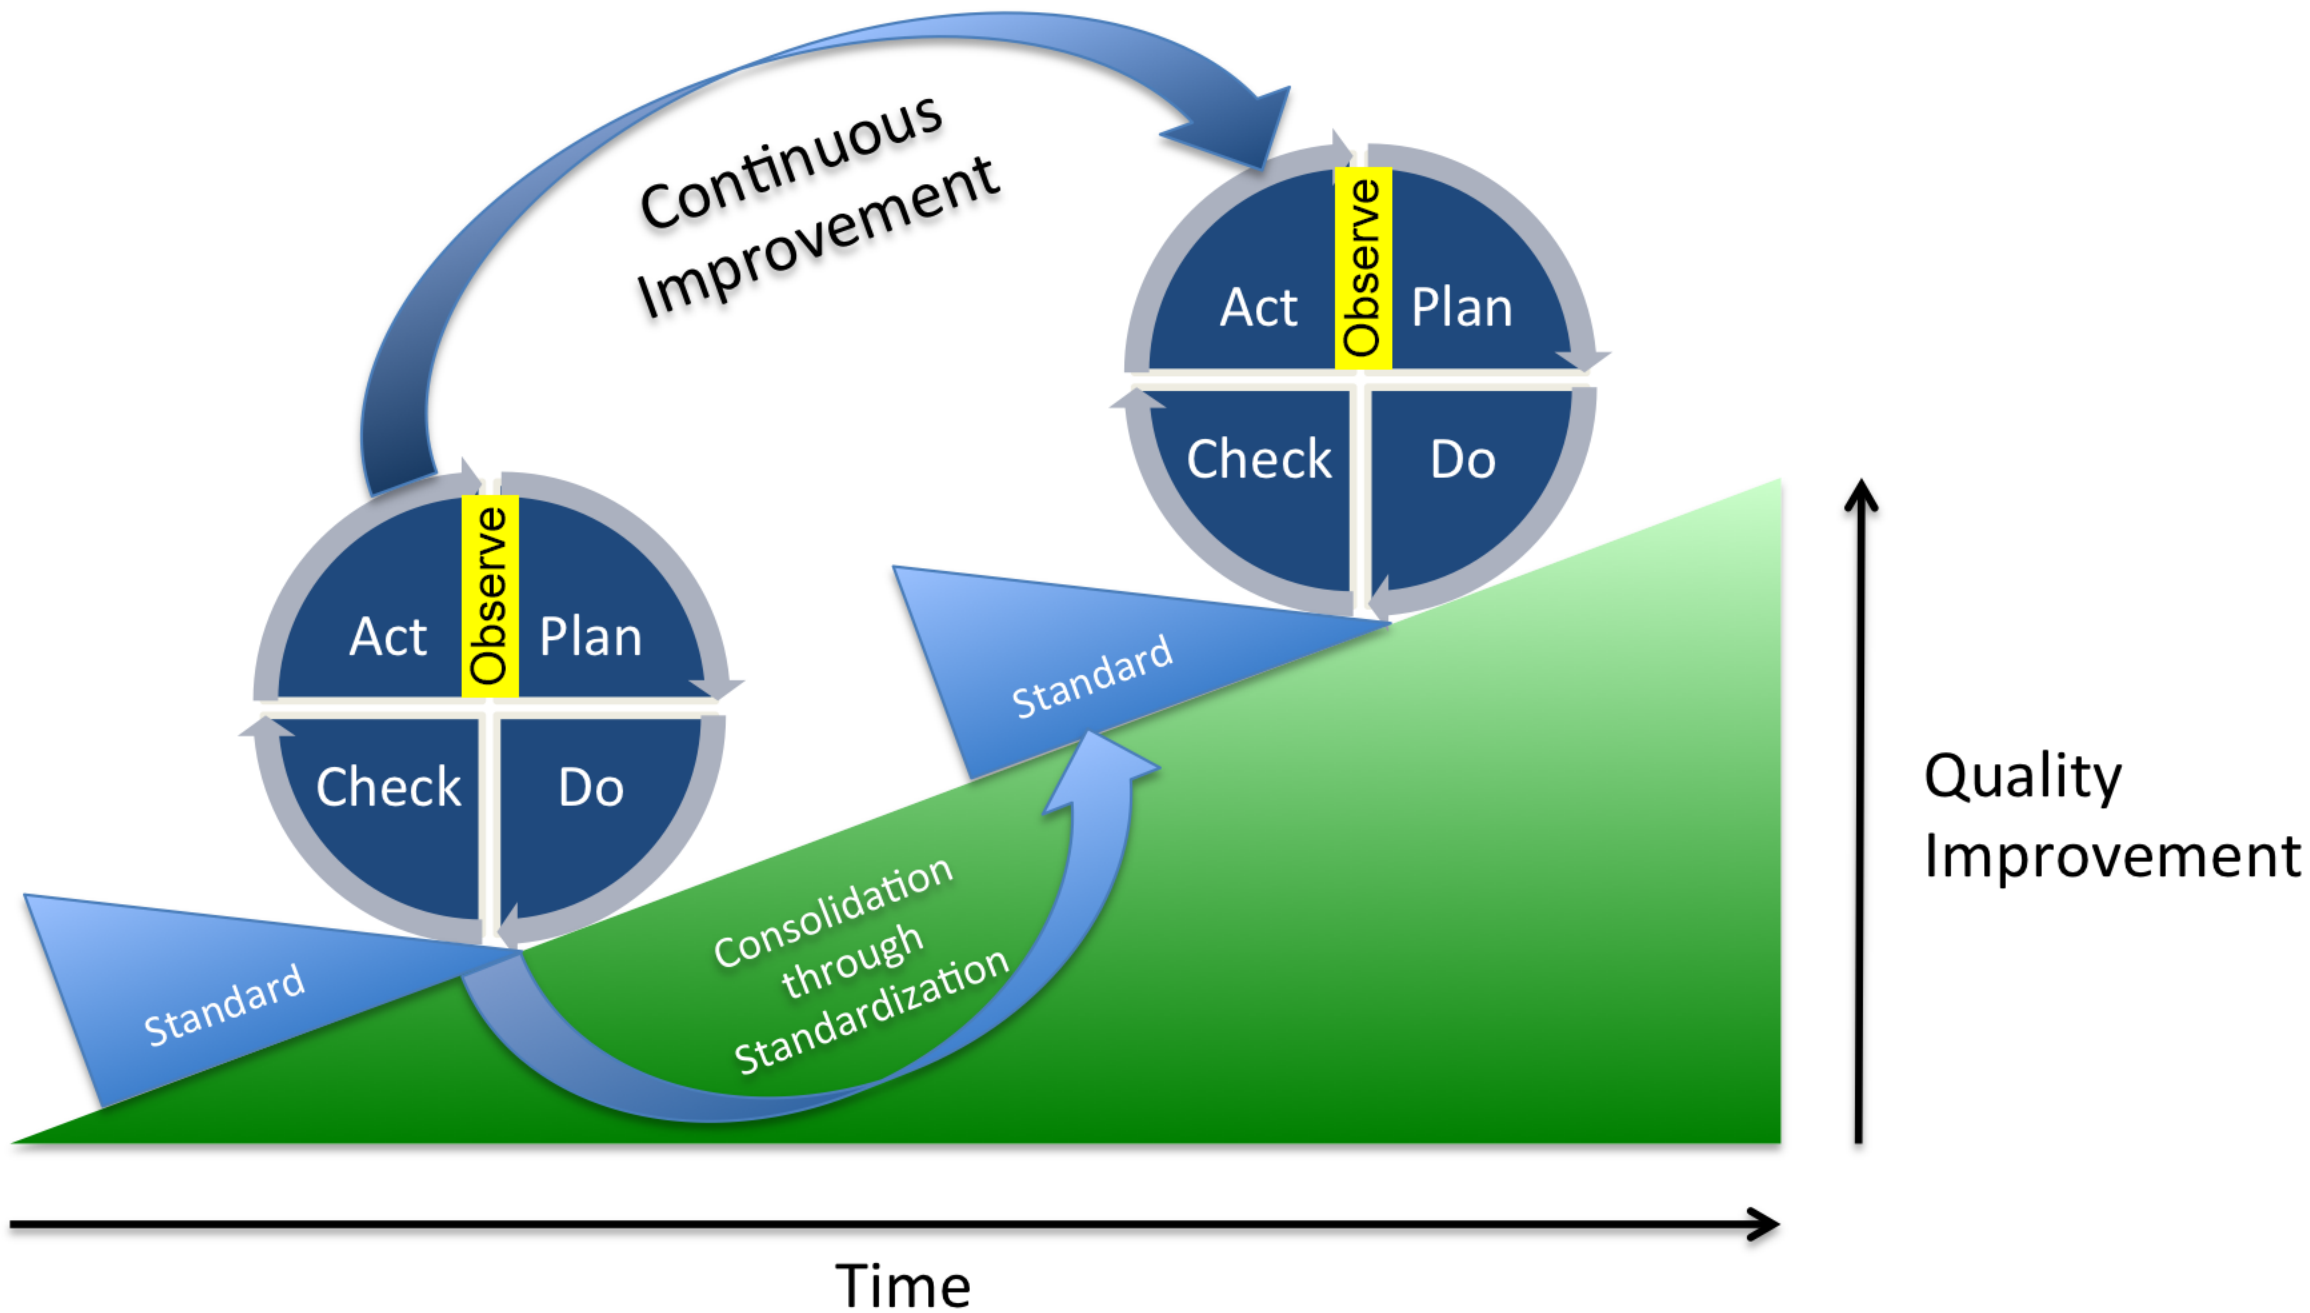 Continuous
Improvement
Observe
Act
Plan
Check
Do
Observe
Act
Plan
Check
Do
Standard
Standard
Consolidation
through
Standardization
Quality
Improvement
Time